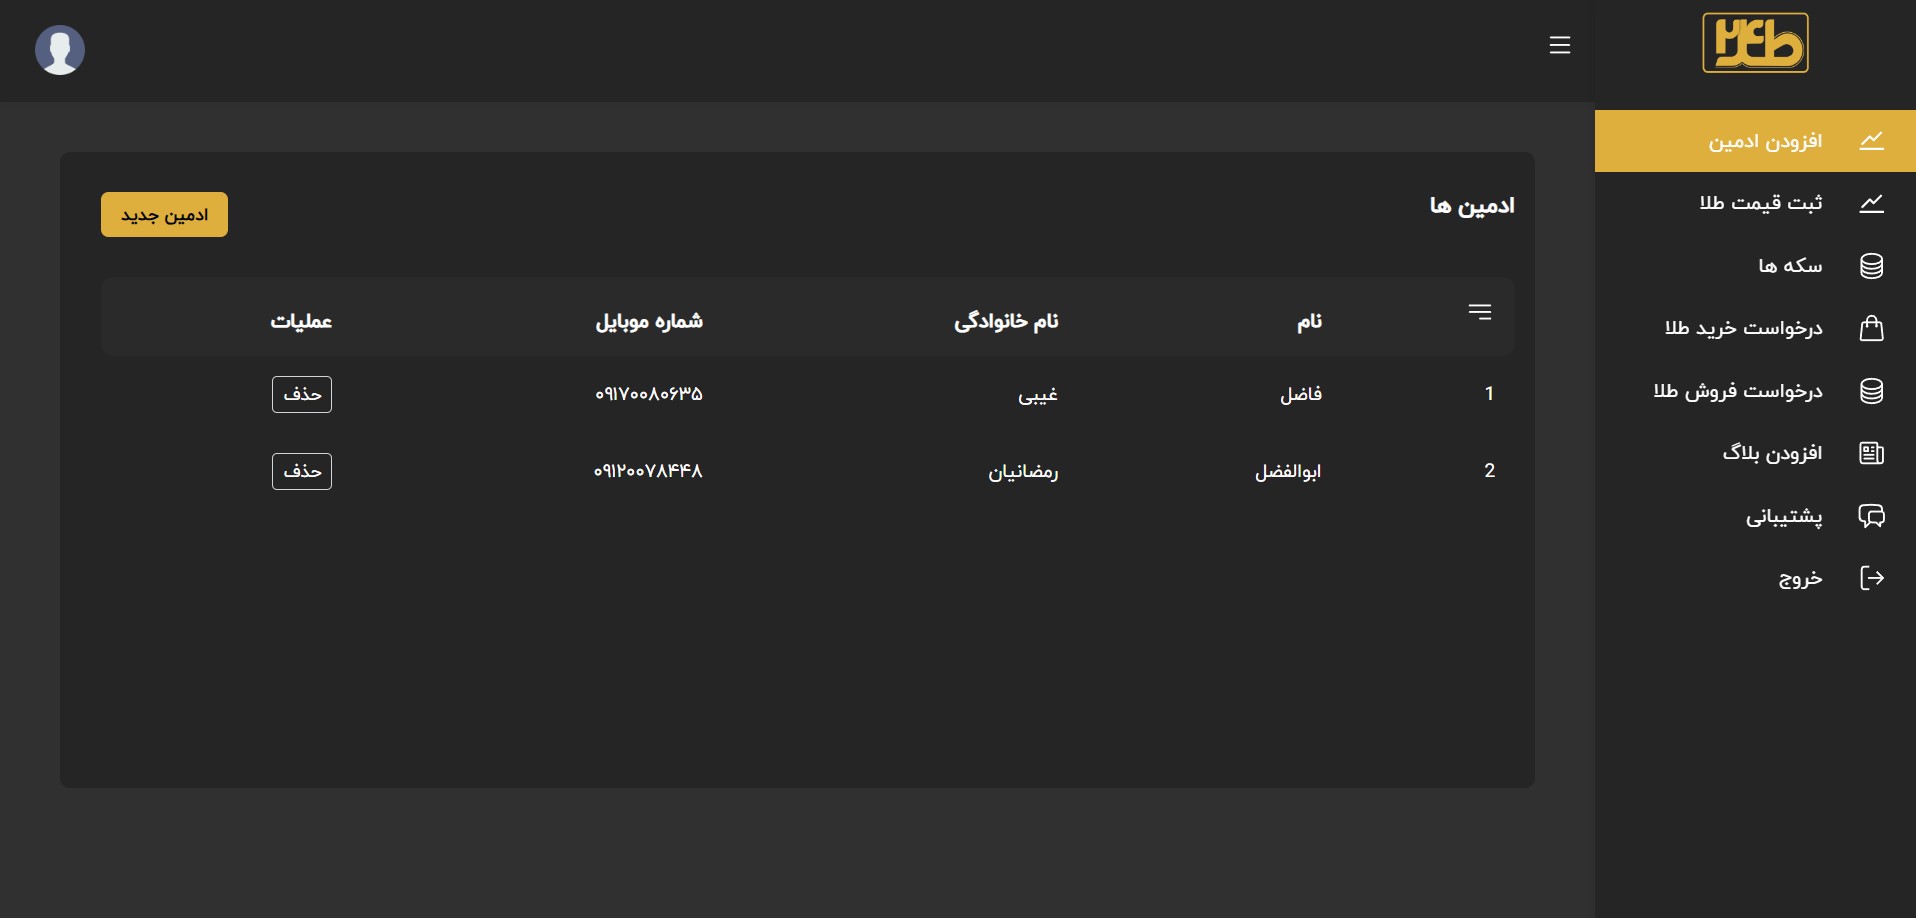 ط۲۴
افزودن ادمین
ثبت قیمت طلا
سکه ها
درخواست خرید طلا
درخواست فروش طلا
افزودن بلاگ
پشتیبانی
خروج
ادمین ها
ادمین جدید
نام نام خانوادگی شماره موبایل عملیات
1 فاضل غیبی ۰۹۱۷۰۰۸۰۶۳۵ حذف
2 ابوالفضل رمضانیان ۰۹۱۲۰۰۷۸۴۴۸ حذف